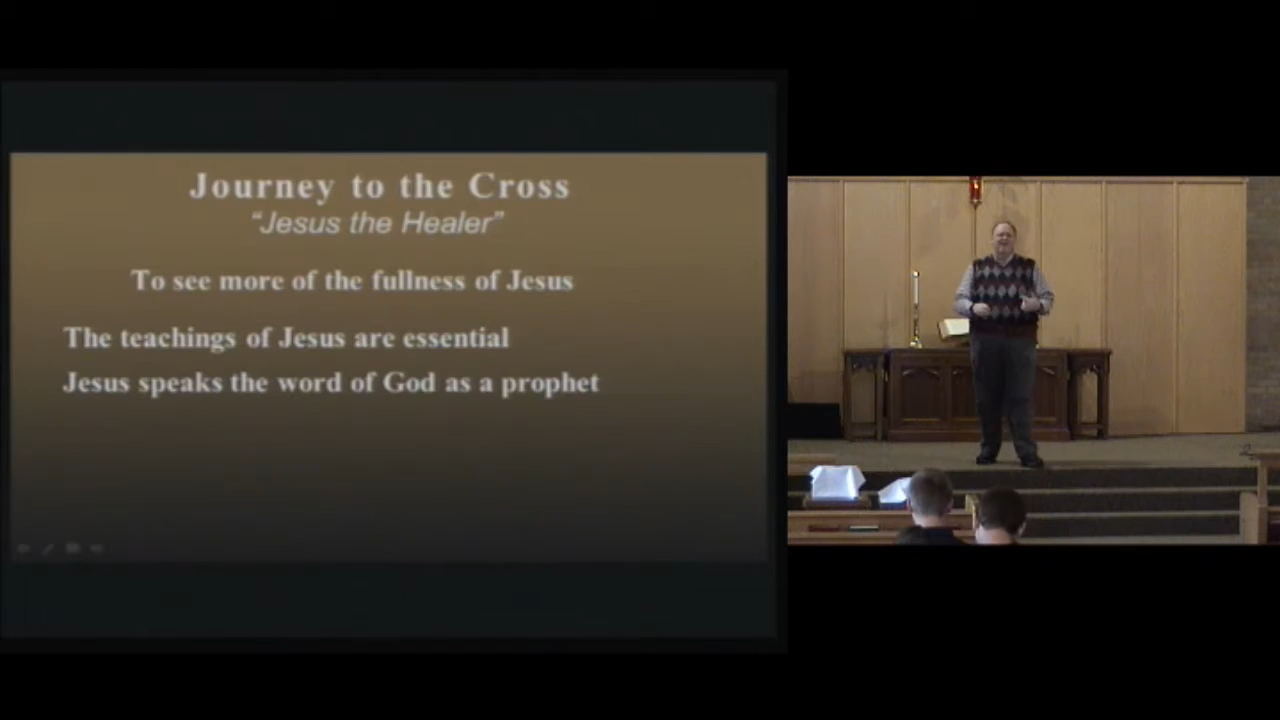 Journey to the Cross
“Jesus the Healer”
To see more of the fullness of Jesus
The teachings of Jesus are essential
Jesus speaks the word of God as a prophet